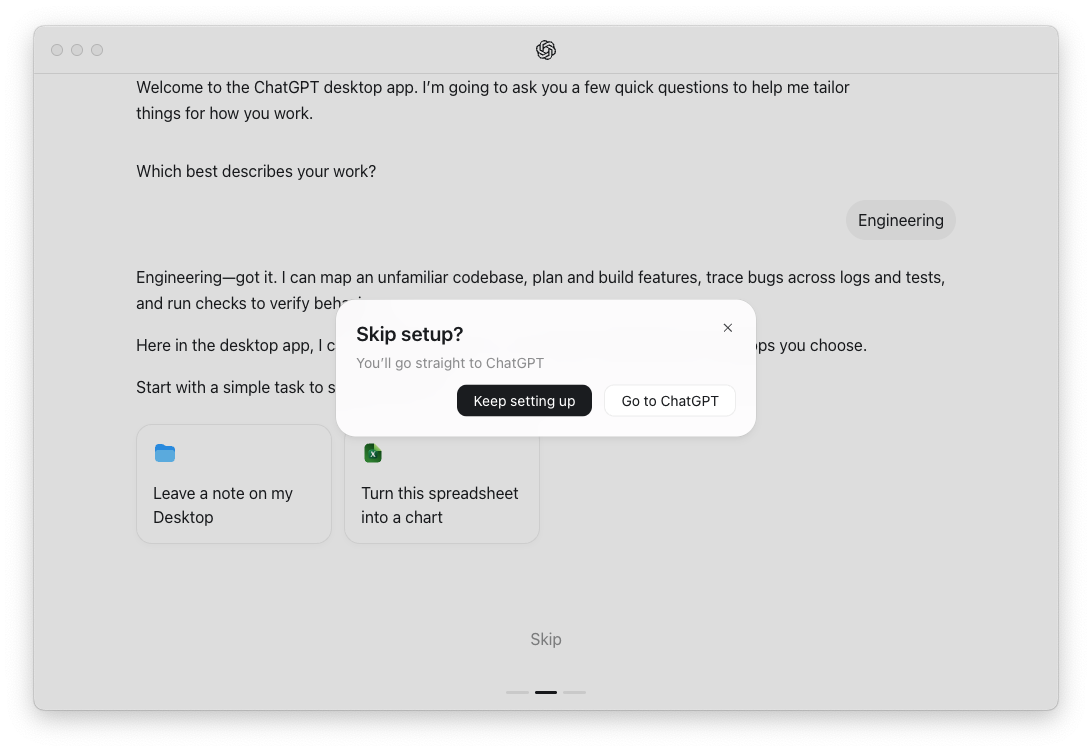 Welcome to the ChatGPT desktop app. I’m going to ask you a few quick questions to help me tailor
things for how you work.
Which best describes your work?
Engineering
Engineering—got it. I can map an unfamiliar codebase, plan and build features, trace bugs across logs and tests,
and run checks to verify
Here in the desktop app, I
you choose.
Start with a simple task to
Skip setup?
You’ll go straight to ChatGPT
Keep setting up
Go to ChatGPT
Leave a note on my
Desktop
Turn this spreadsheet
into a chart
Skip